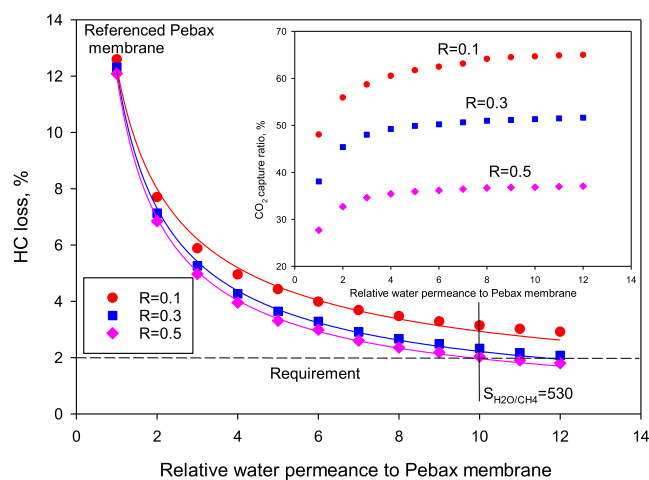 Referenced Pebax
membrane
HC loss, %
16
14
12
10
8
6
4
2
0
0 2 4 6 8 10 12 14
Relative water permeance to Pebax membrane
R=0.1
R=0.3
R=0.5
Requirement
S_H2O/CH4=530
CO2 capture ratio, %
70
60
50
40
30
20
0 2 4 6 8 10 12 14
Relative water permeance to Pebax membrane
R=0.1
R=0.3
R=0.5